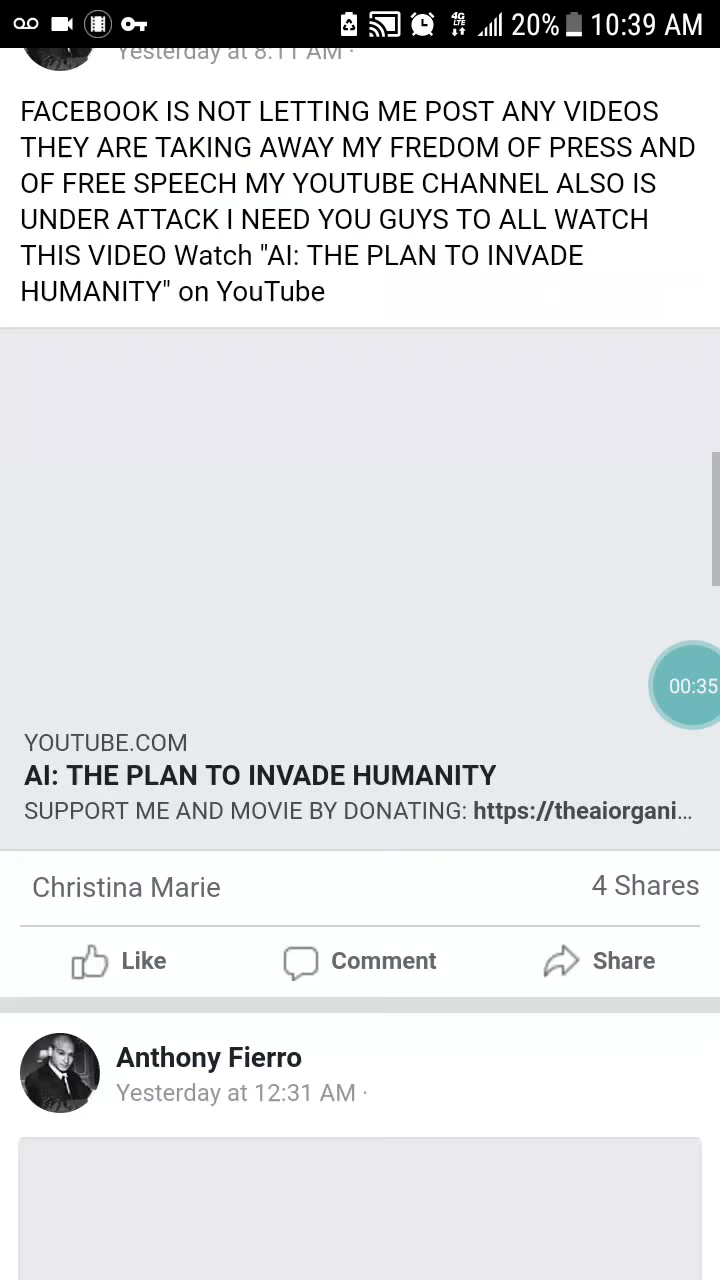 20% 10:39 AM
Yesterday at 8:11 AM ·
FACEBOOK IS NOT LETTING ME POST ANY VIDEOS
THEY ARE TAKING AWAY MY FREDOM OF PRESS AND
OF FREE SPEECH MY YOUTUBE CHANNEL ALSO IS
UNDER ATTACK I NEED YOU GUYS TO ALL WATCH
THIS VIDEO Watch "AI: THE PLAN TO INVADE
HUMANITY" on YouTube
00:35
YOUTUBE.COM
AI: THE PLAN TO INVADE HUMANITY
SUPPORT ME AND MOVIE BY DONATING: https://theaiorgani...
Christina Marie 4 Shares
Like Comment Share
Anthony Fierro
Yesterday at 12:31 AM ·